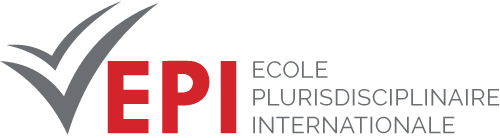 EPI
ECOLE
PLURISDISCIPLINAIRE
INTERNATIONALE